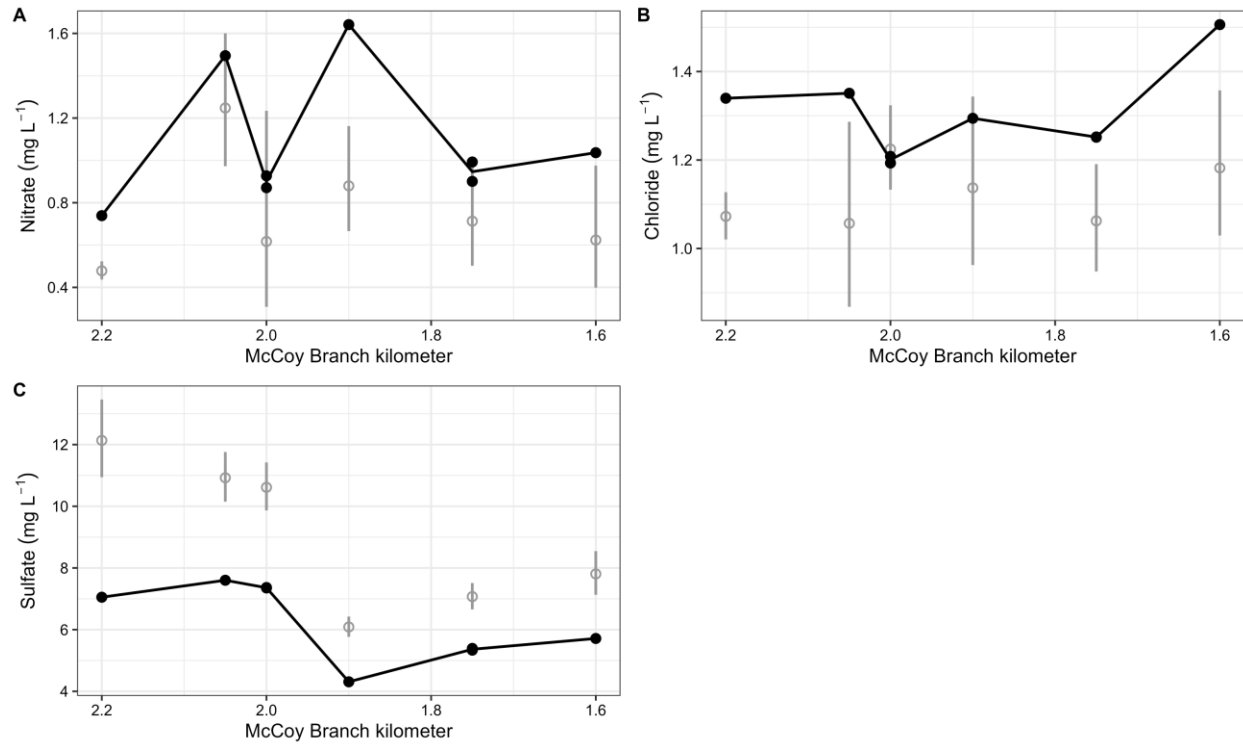 A
Nitrate (mg L⁻¹)
1.6
1.2
0.8
0.4
2.2
2.0
1.8
1.6
McCoy Branch kilometer
B
Chloride (mg L⁻¹)
1.4
1.2
1.0
2.2
2.0
1.8
1.6
McCoy Branch kilometer
C
Sulfate (mg L⁻¹)
12
10
8
6
4
2.2
2.0
1.8
1.6
McCoy Branch kilometer